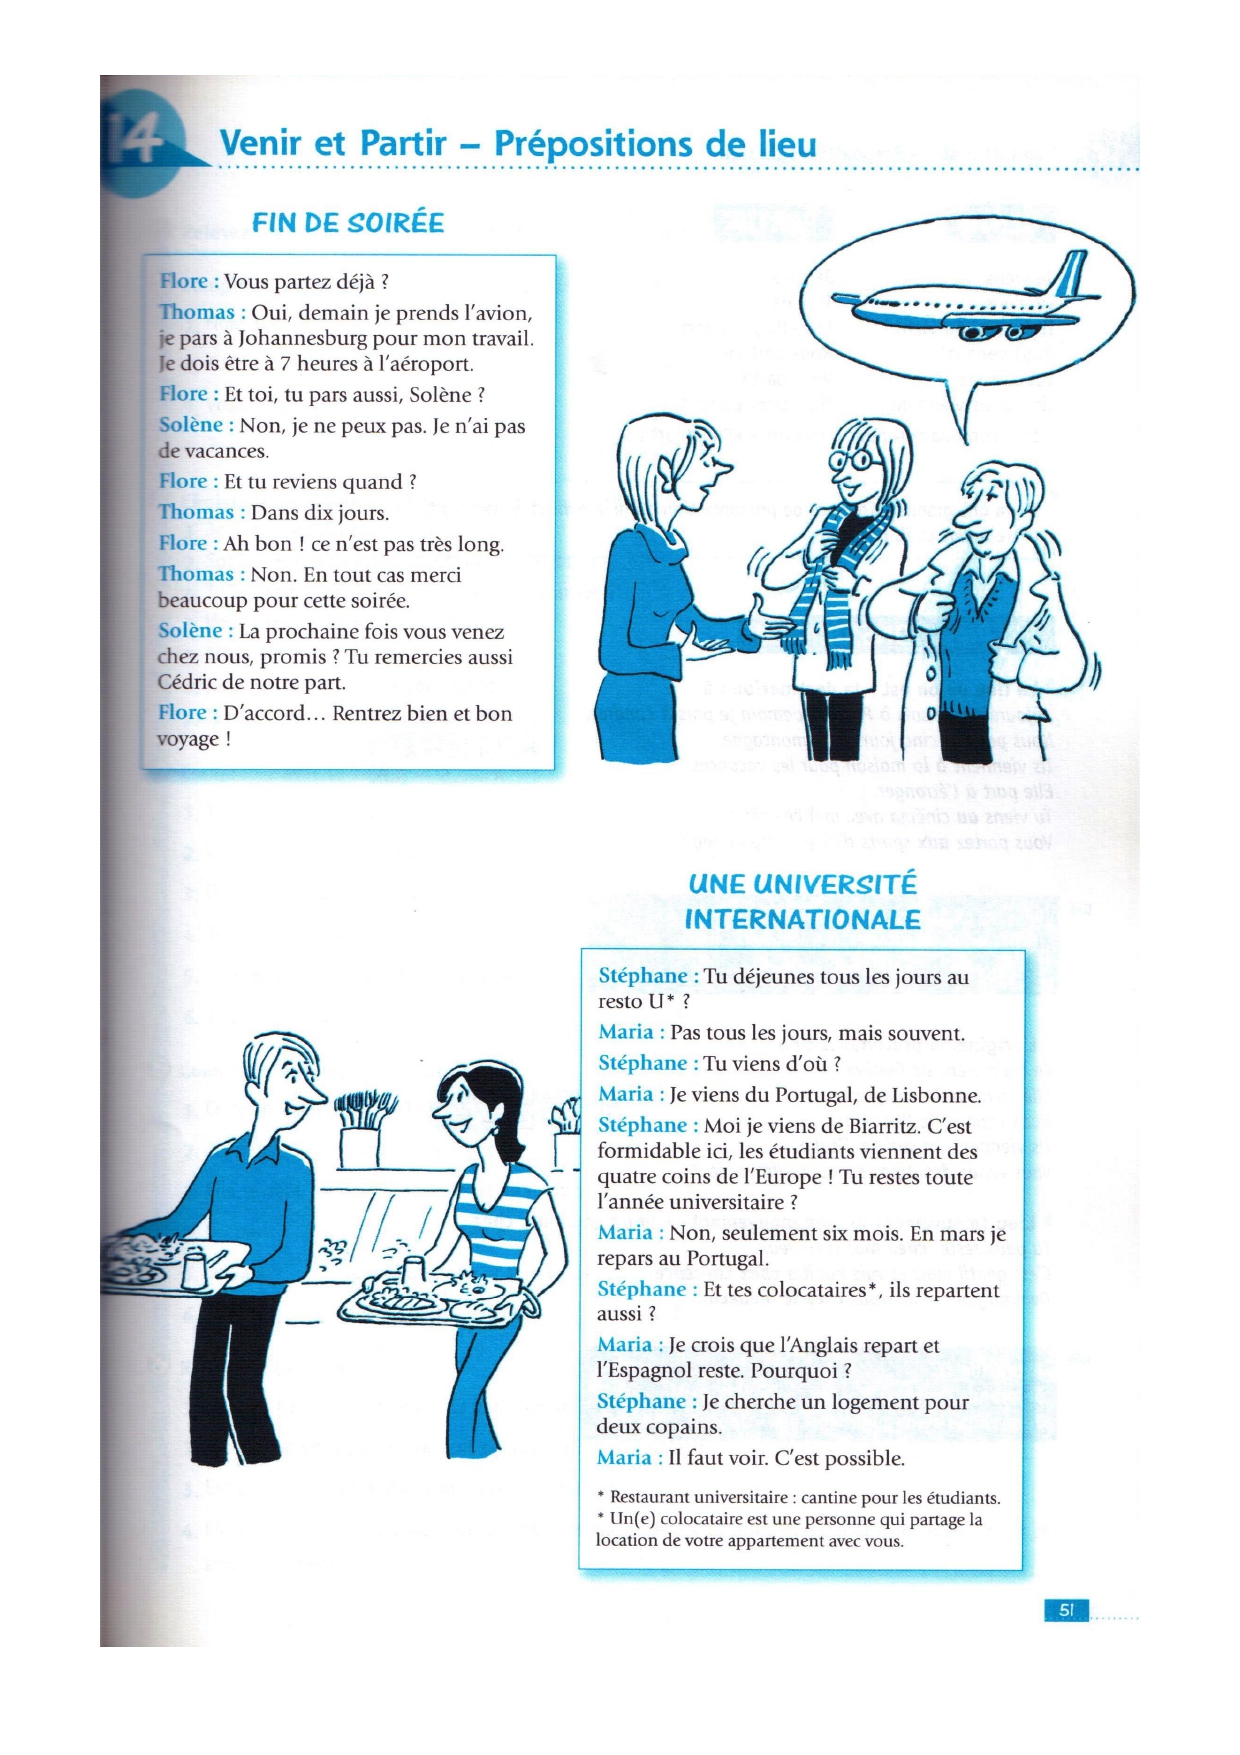 14
Venir et Partir – Prépositions de lieu
FIN DE SOIRÉE
Flore : Vous partez déjà ?
Thomas : Oui, demain je prends l'avion,
je pars à Johannesburg pour mon travail.
Je dois être à 7 heures à l'aéroport.
Flore : Et toi, tu pars aussi, Solène ?
Solène : Non, je ne peux pas. Je n'ai pas
de vacances.
Flore : Et tu reviens quand ?
Thomas : Dans dix jours.
Flore : Ah bon ! ce n'est pas très long.
Thomas : Non. En tout cas merci
beaucoup pour cette soirée.
Solène : La prochaine fois vous venez
chez nous, promis ? Tu remercies aussi
Cédric de notre part.
Flore : D'accord... Rentrez bien et bon
voyage !
UNE UNIVERSITÉ
INTERNATIONALE
Stéphane : Tu déjeunes tous les jours au
resto U* ?
Maria : Pas tous les jours, mais souvent.
Stéphane : Tu viens d'où ?
Maria : Je viens du Portugal, de Lisbonne.
Stéphane : Moi je viens de Biarritz. C'est
formidable ici, les étudiants viennent des
quatre coins de l'Europe ! Tu restes toute
l'année universitaire ?
Maria : Non, seulement six mois. En mars je
repars au Portugal.
Stéphane : Et tes colocataires*, ils repartent
aussi ?
Maria : Je crois que l'Anglais repart et
l'Espagnol reste. Pourquoi ?
Stéphane : Je cherche un logement pour
deux copains.
Maria : Il faut voir. C'est possible.
* Restaurant universitaire : cantine pour les étudiants.
* Un(e) colocataire est une personne qui partage la
location de votre appartement avec vous.
51